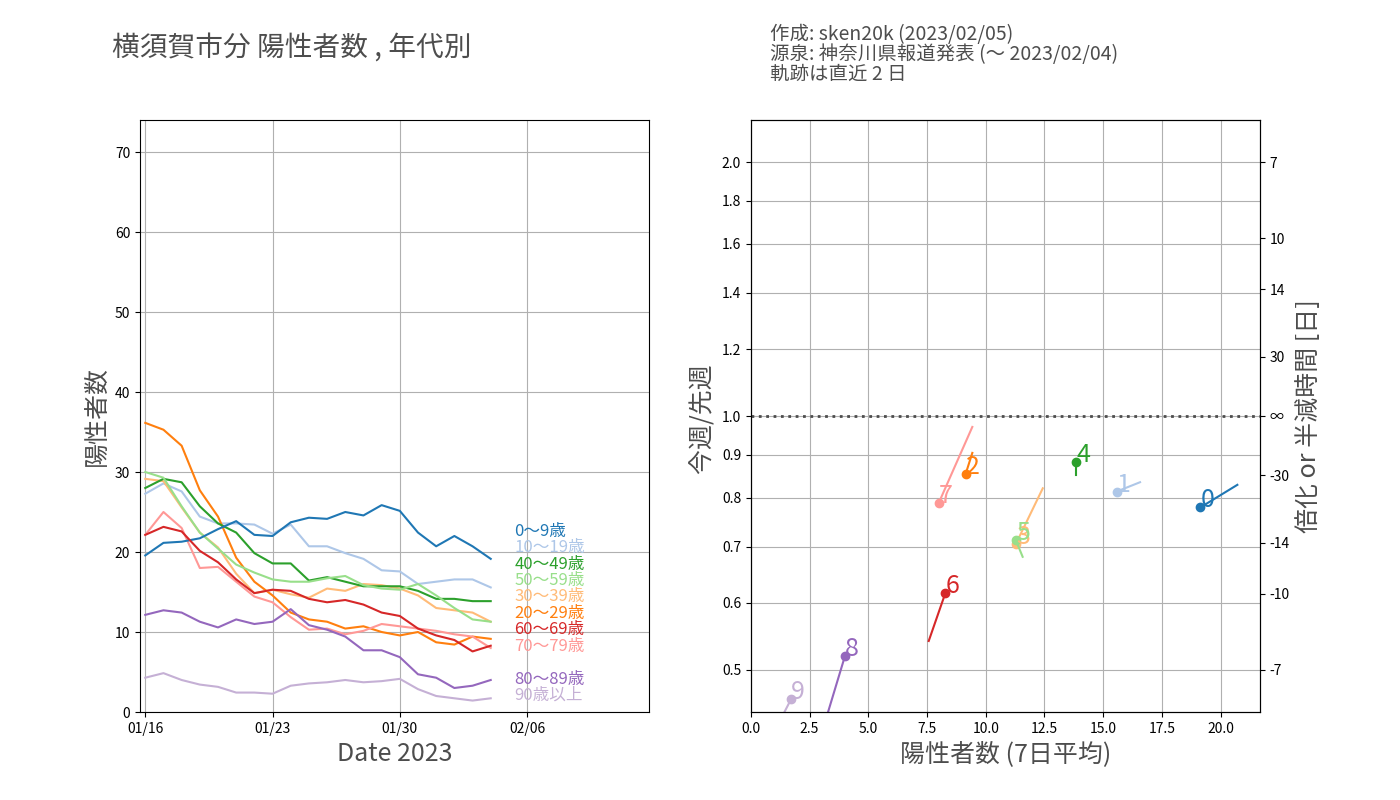 横須賀市分 陽性者数 , 年代別
作成: sken20k (2023/02/05)
源泉: 神奈川県報道発表 (〜 2023/02/04)
軌跡は直近 2 日
陽性者数
70
60
50
40
30
20
10
0
01/16
01/23
01/30
02/06
Date 2023
0〜9歳
10〜19歳
40〜49歳
50〜59歳
30〜39歳
20〜29歳
60〜69歳
70〜79歳
80〜89歳
90歳以上
今週/先週
2.0
1.8
1.6
1.4
1.2
1.0
0.9
0.8
0.7
0.6
0.5
0.0
2.5
5.0
7.5
10.0
12.5
15.0
17.5
20.0
陽性者数 (7日平均)
7
10
14
30
∞
-30
-14
-10
-7
倍化 or 半減時間 [日]
4
2
1
7
0
5
3
6
8
9